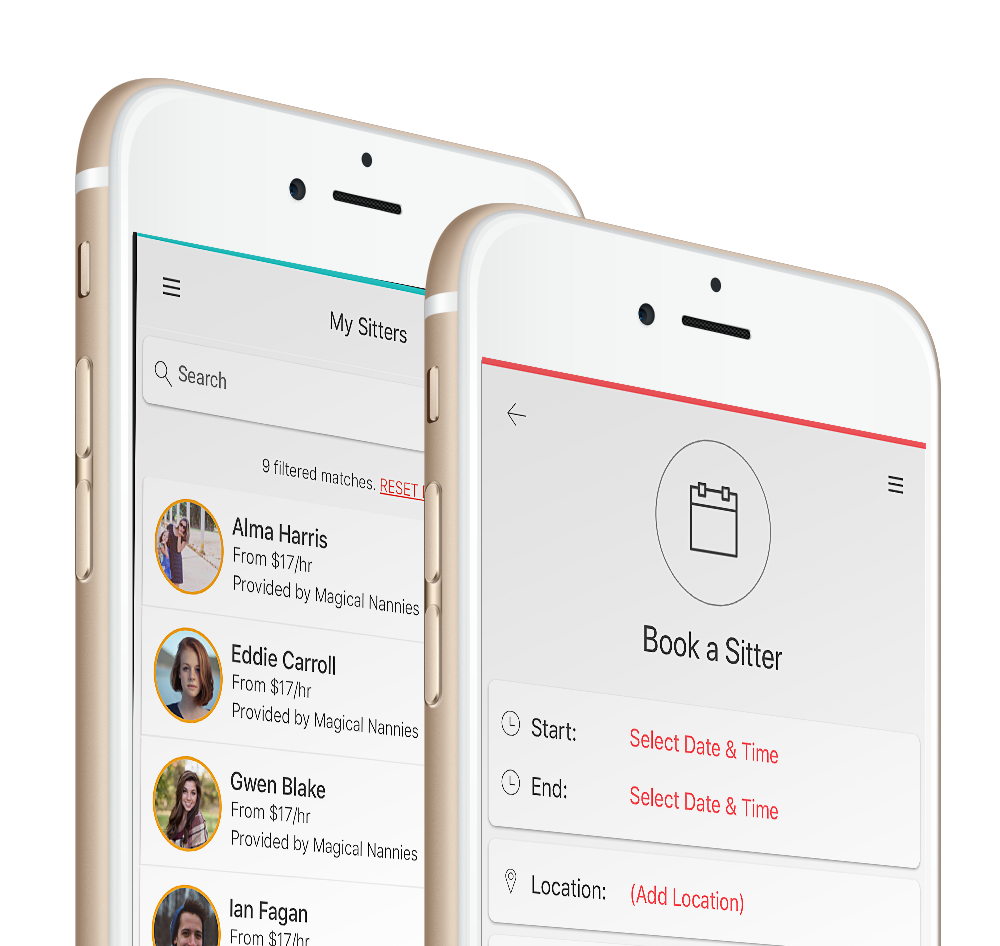 My Sitters
Search
9 filtered matches. RESET
Alma Harris
From $17/hr
Provided by Magical Nannies
Eddie Carroll
From $17/hr
Provided by Magical Nannies
Gwen Blake
From $17/hr
Provided by Magical Nannies
Ian Fagan
From $17/hr
Book a Sitter
Start: Select Date & Time
End: Select Date & Time
Location: (Add Location)